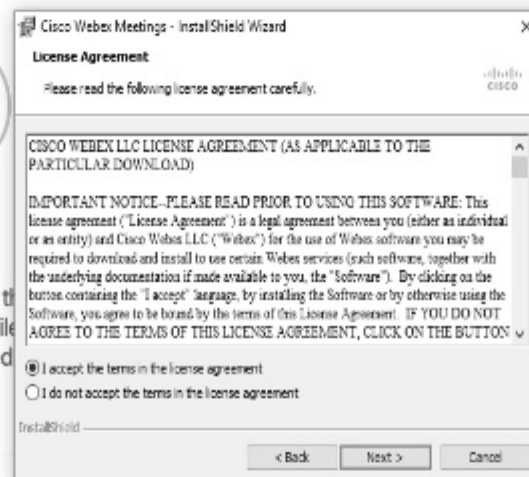 Cisco Webex Meetings - InstallShield Wizard
License Agreement
Please read the following license agreement carefully.
CISCO
CISCO WEBEX LLC LICENSE AGREEMENT (AS APPLICABLE TO THE
PARTICULAR DOWNLOAD)
IMPORTANT NOTICE--PLEASE READ PRIOR TO USING THIS SOFTWARE: This
license agreement ("License Agreement") is a legal agreement between you (either as individual
or as entity) and Cisco Webex LLC ("Webex") for the use of Webex software you may be
required to download and install to use certain Webex services (such software, together with
the underlying documentation if made available to you, the "Software"). By clicking on the
button containing the "I accept" language, by installing the Software or by otherwise using the
Software, you agree to be bound by the terms of this License Agreement. IF YOU DO NOT
AGREE TO THE TERMS OF THIS LICENSE AGREEMENT, CLICK ON THE BUTTON
I accept the terms in the license agreement
I do not accept the terms in the license agreement
InstallShield
< Back Next > Cancel